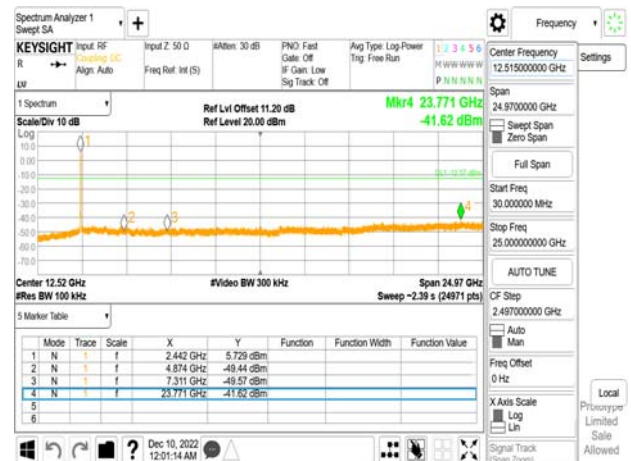 Spectrum Analyzer 1
Swept SA
+
Frequency
KEYSIGHT
R
Input: RF
Coupling: DC
Align: Auto
Input Z: 50 Ω
Freq Ref: Int (S)
#Atten: 30 dB
PNO: Fast
Gate: Off
IF Gain: Low
Sig Track: Off
Avg Type: Log-Power
Trig: Free Run
1 2 3 4 5 6
M W W W W W
P N N N N N
1 Spectrum
Scale/Div 10 dB
Ref Lvl Offset 11.20 dB
Ref Level 20.00 dBm
Mkr4 23.771 GHz
-41.62 dBm
Log
10.0
0.00
-10.0
-20.0
-30.0
-40.0
-50.0
-60.0
-70.0
1
2
3
4
DL1 -12.57 dBm
Center 12.52 GHz
#Res BW 100 kHz
#Video BW 300 kHz
Span 24.97 GHz
Sweep ~2.39 s (24971 pts)
5 Marker Table
Mode Trace Scale X Y Function Function Width Function Value
1 N 1 f 2.442 GHz 5.729 dBm
2 N 1 f 4.874 GHz -49.44 dBm
3 N 1 f 7.311 GHz -49.57 dBm
4 N 1 f 23.771 GHz -41.62 dBm
5
6
Dec 10, 2022
12:01:14 AM
Center Frequency
12.515000000 GHz
Settings
Span
24.9700000 GHz
Swept Span
Zero Span
Full Span
Start Freq
30.000000 MHz
Stop Freq
25.000000000 GHz
AUTO TUNE
CF Step
2.497000000 GHz
Auto
Man
Freq Offset
0 Hz
X Axis Scale
Log
Lin
Signal Track
(Span Zoom)
Local
Prototype
Limited
Sale
Allowed